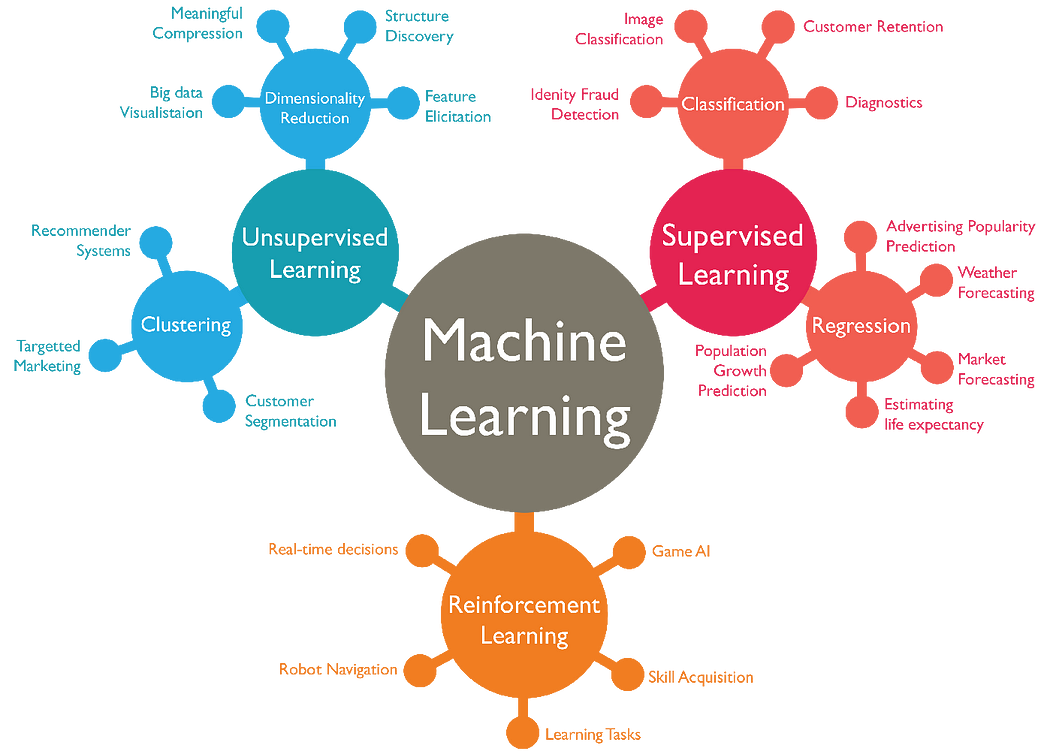 Meaningful
Compression
Structure
Discovery
Big data
Visualistaion
Dimensionality
Reduction
Feature
Elicitation
Image
Classification
Customer Retention
Idenity Fraud
Detection
Classification
Diagnostics
Unsupervised
Learning
Supervised
Learning
Recommender
Systems
Clustering
Targetted
Marketing
Customer
Segmentation
Machine
Learning
Advertising Popularity
Prediction
Weather
Forecasting
Regression
Population
Growth
Prediction
Market
Forecasting
Estimating
life expectancy
Real-time decisions
Game AI
Reinforcement
Learning
Robot Navigation
Skill Acquisition
Learning Tasks